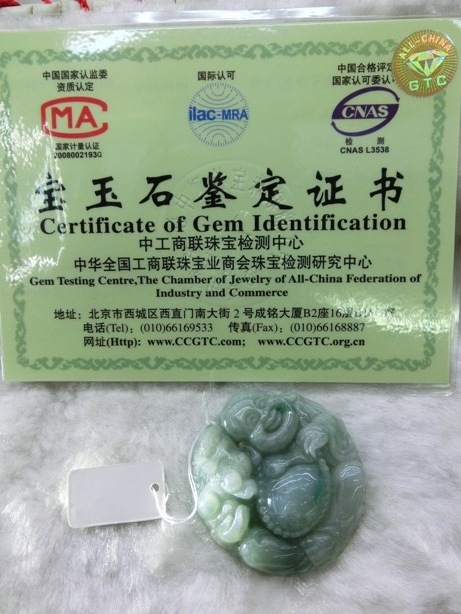 中国国家认监委
资质认定
MA
国家计量认证
2008002193G
国际认可
ilac-MRA
中国合格评定
国家认可委认
CNAS
检 测
CNAS L3538
ALL-CHINA
GTC
宝玉石鉴定证书
Certificate of Gem Identification
中工商联珠宝检测中心
中华全国工商联珠宝业商会珠宝检测研究中心
Gem Testing Centre,The Chamber of Jewelry of All-China Federation of
Industry and Commerce
地址：北京市西城区西直门南大街2号成铭大厦B2座16层
电话(Tel)：(010)66169533 传真(Fax)：(010)66168887
网址(Http): www.CCGTC.com; www.CCGTC.org.cn